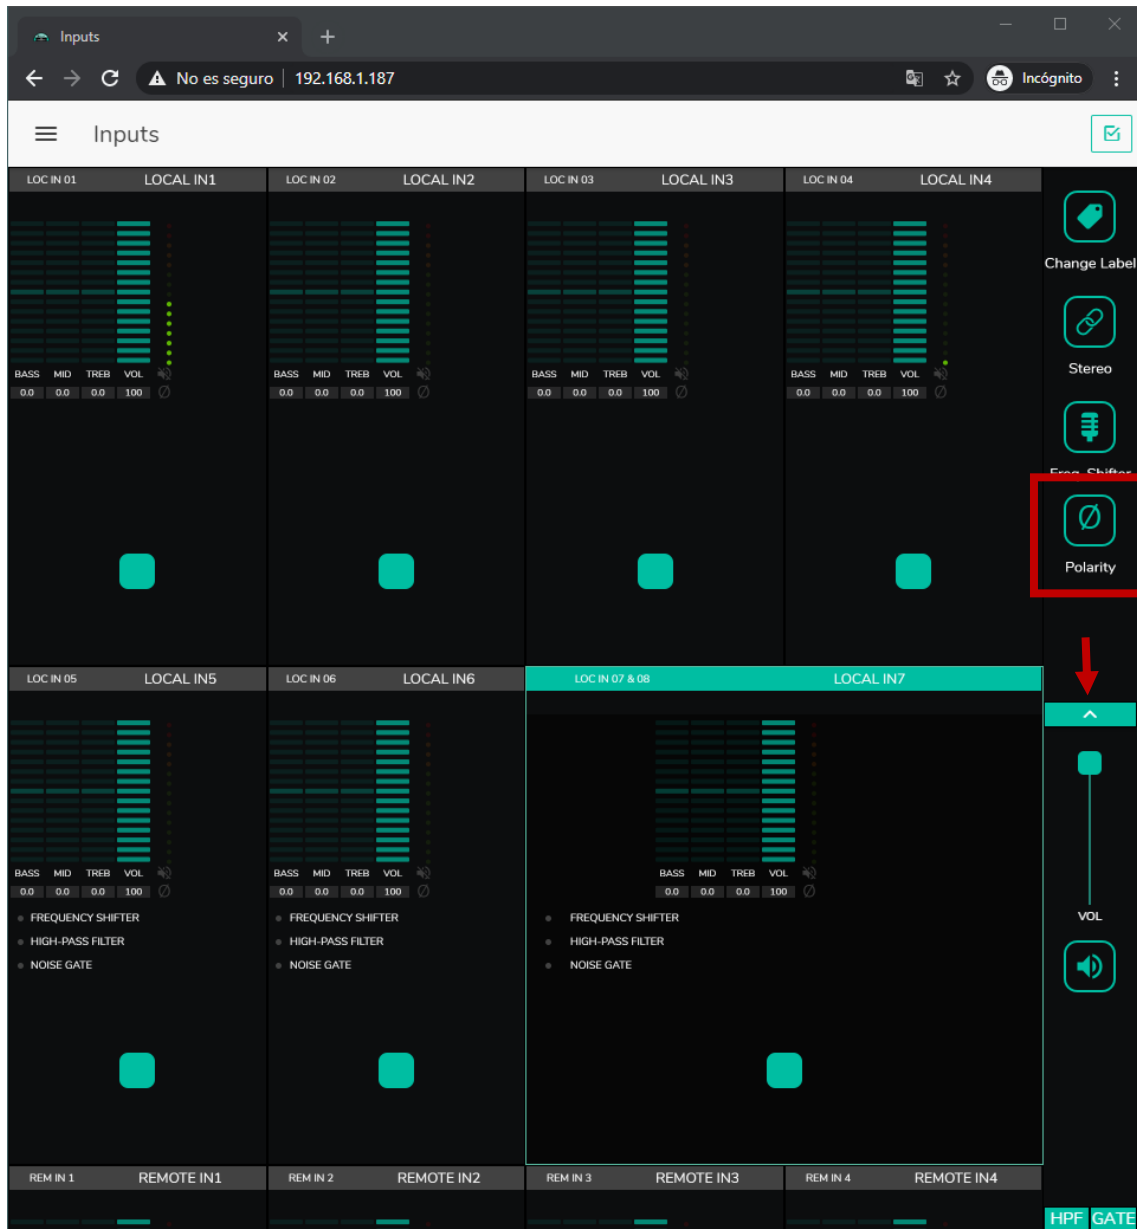 Inputs
No es seguro | 192.168.1.187
Incógnito
Inputs
LOC IN 01 LOCAL IN1
LOC IN 02 LOCAL IN2
LOC IN 03 LOCAL IN3
LOC IN 04 LOCAL IN4
BASS MID TREB VOL
0.0 0.0 0.0 100
BASS MID TREB VOL
0.0 0.0 0.0 100
BASS MID TREB VOL
0.0 0.0 0.0 100
BASS MID TREB VOL
0.0 0.0 0.0 100
Change Label
Stereo
Freq. Shifter
Polarity
LOC IN 05 LOCAL IN5
LOC IN 06 LOCAL IN6
LOC IN 07 & 08 LOCAL IN7
BASS MID TREB VOL
0.0 0.0 0.0 100
FREQUENCY SHIFTER
HIGH-PASS FILTER
NOISE GATE
BASS MID TREB VOL
0.0 0.0 0.0 100
FREQUENCY SHIFTER
HIGH-PASS FILTER
NOISE GATE
BASS MID TREB VOL
0.0 0.0 0.0 100
FREQUENCY SHIFTER
HIGH-PASS FILTER
NOISE GATE
VOL
REM IN 1 REMOTE IN1
REM IN 2 REMOTE IN2
REM IN 3 REMOTE IN3
REM IN 4 REMOTE IN4
HPF GATE